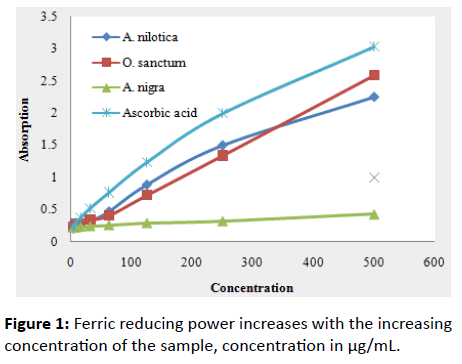 3.5
3
2.5
2
1.5
1
0.5
0
Absorption
A. nilotica
O. sanctum
A. nigra
Ascorbic acid
0 100 200 300 400 500 600
Concentration
Figure 1: Ferric reducing power increases with the increasing
concentration of the sample, concentration in µg/mL.